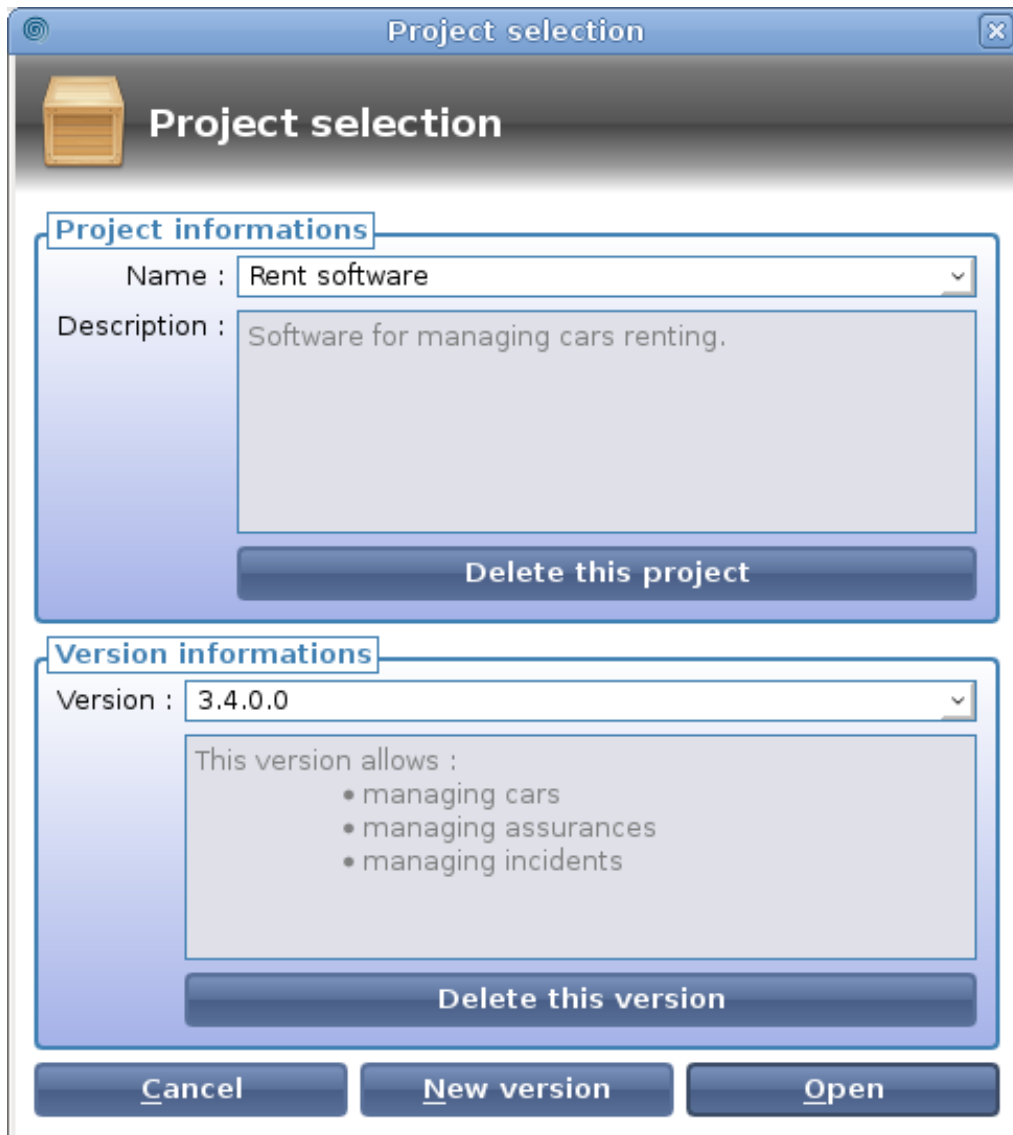 Project selection
Project selection
Project informations
Name : Rent software
Description : Software for managing cars renting.
Delete this project
Version informations
Version : 3.4.0.0
This version allows :
• managing cars
• managing assurances
• managing incidents
Delete this version
Cancel New version Open